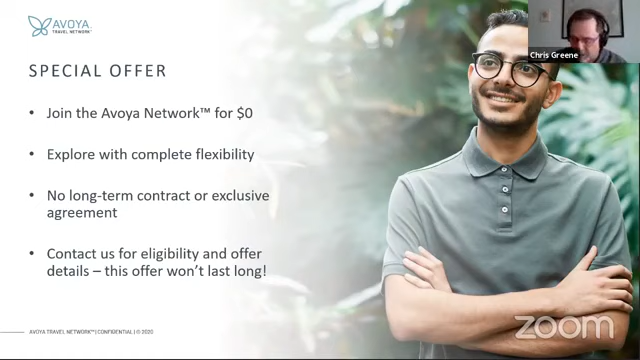 AVOYA
TRAVEL NETWORK™
Chris Greene
SPECIAL OFFER
• Join the Avoya Network™ for $0
• Explore with complete flexibility
• No long-term contract or exclusive
agreement
• Contact us for eligibility and offer
details – this offer won't last long!
AVOYA TRAVEL NETWORK™ | CONFIDENTIAL | © 2020
zoom